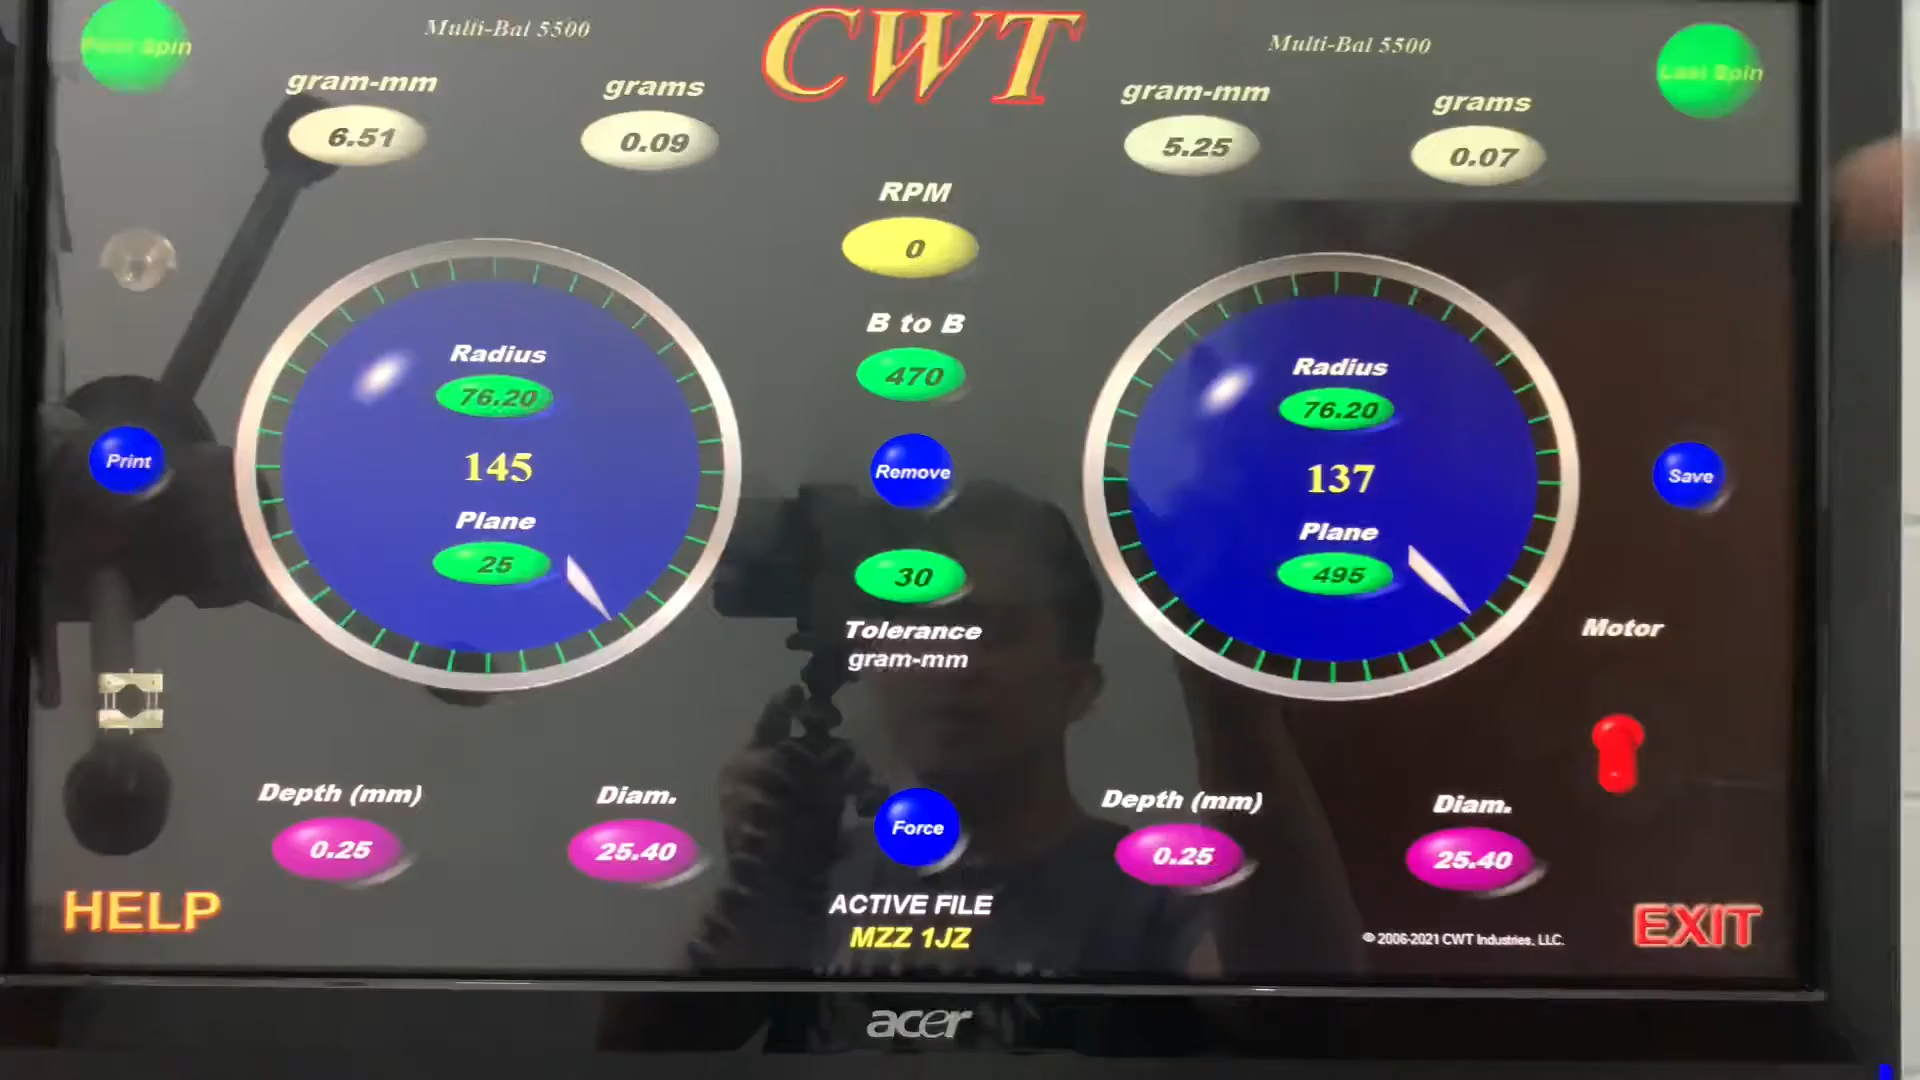 Multi-Bal 5500
CWT
Multi-Bal 5500
Spin
Last Spin
gram-mm
grams
gram-mm
grams
6.51
0.09
5.25
0.07
RPM
0
B to B
470
Radius
76.20
145
Plane
25
Radius
76.20
137
Plane
495
Print
Remove
Save
30
Tolerance
gram-mm
Motor
Depth (mm)
Diam.
Depth (mm)
Diam.
0.25
25.40
Force
0.25
25.40
HELP
ACTIVE FILE
MZZ 1JZ
© 2006-2021 CWT Industries, LLC.
EXIT
acer